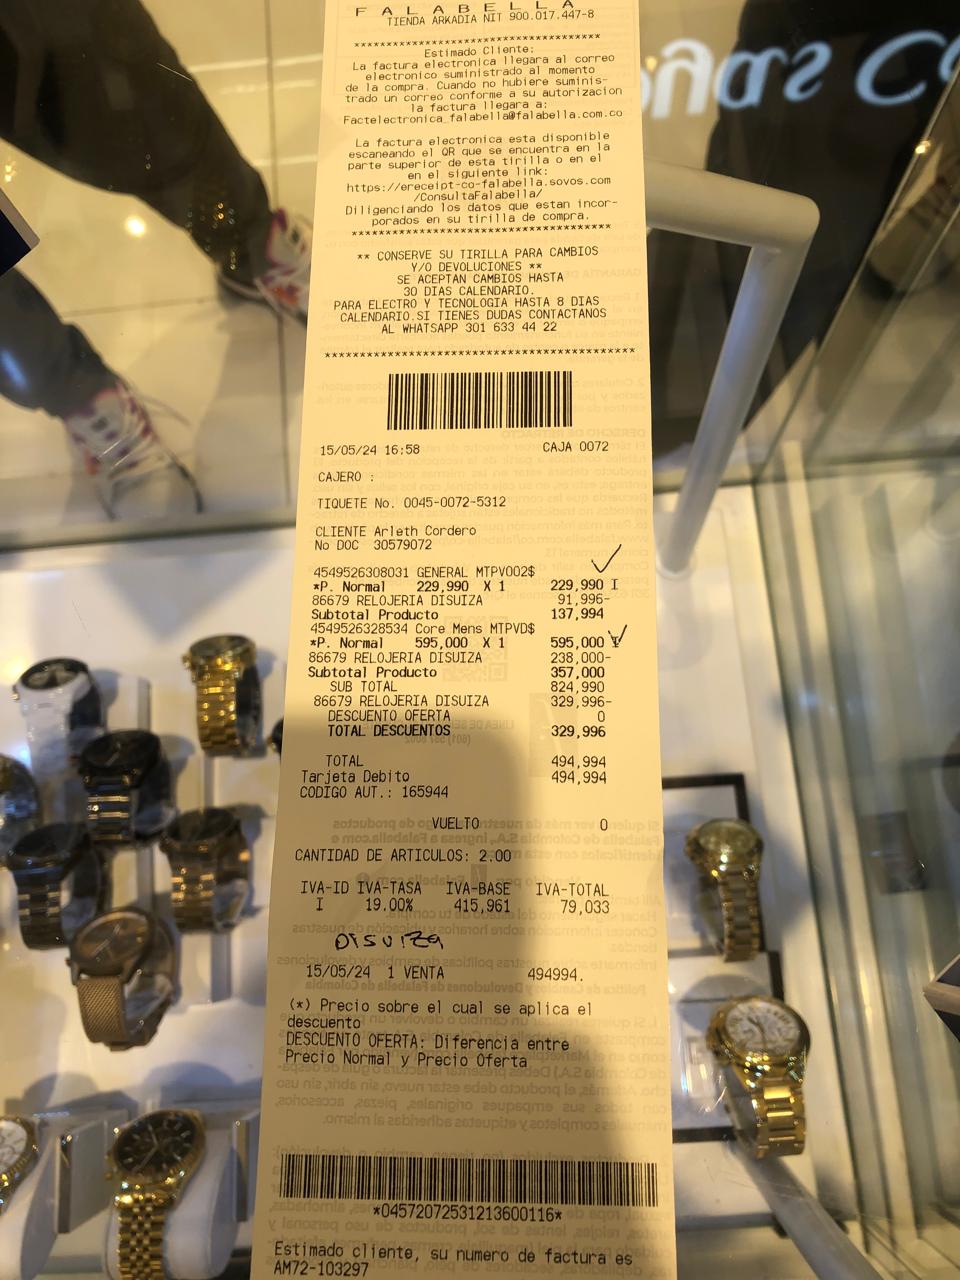 FALABELLA
TIENDA ARKADIA NIT 900.017.447-8
****************************************
Estimado Cliente:
La factura electronica llegara al correo
electronico suministrado al momento
de la compra. Cuando no hubiere suminis-
trado un correo conforme a su autorizacion
la factura llegara a:
Factelectronica_falabella@falabella.com.co
La factura electronica esta disponible
escaneando el QR que se encuentra en la
parte superior de esta tirilla o en el
en el siguiente link:
https://ereceipt-co-falabella.sovos.com
/ConsultaFalabella/
Diligenciando los datos que estan incor-
porados en su tirilla de compra.
****************************************
** CONSERVE SU TIRILLA PARA CAMBIOS
Y/O DEVOLUCIONES **
SE ACEPTAN CAMBIOS HASTA
30 DIAS CALENDARIO.
PARA ELECTRO Y TECNOLOGIA HASTA 8 DIAS
CALENDARIO.SI TIENES DUDAS CONTACTANOS
AL WHATSAPP 301 633 44 22
****************************************
15/05/24 16:58 CAJA 0072
CAJERO :
TIQUETE No. 0045-0072-5312
CLIENTE Arleth Cordero
No DOC 30579072
4549526308031 GENERAL MTPV002$
*P. Normal 229,990 X 1 229,990 I
86679 RELOJERIA DISUIZA 91,996-
Subtotal Producto 137,994
4549526328534 Core Mens MTPVD$
*P. Normal 595,000 X 1 595,000 I
86679 RELOJERIA DISUIZA 238,000-
Subtotal Producto 357,000
SUB TOTAL 824,990
86679 RELOJERIA DISUIZA 329,996-
DESCUENTO OFERTA 0
TOTAL DESCUENTOS 329,996
TOTAL 494,994
Tarjeta Debito 494,994
CODIGO AUT.: 165944
VUELTO 0
CANTIDAD DE ARTICULOS: 2.00
IVA-ID IVA-TASA IVA-BASE IVA-TOTAL
I 19.00% 415,961 79,033
DISUIZA
15/05/24 1 VENTA 494994.
(*) Precio sobre el cual se aplica el
descuento
DESCUENTO OFERTA: Diferencia entre
Precio Normal y Precio Oferta
*04572072531213600116*
Estimado cliente, su numero de factura es
AM72-103297